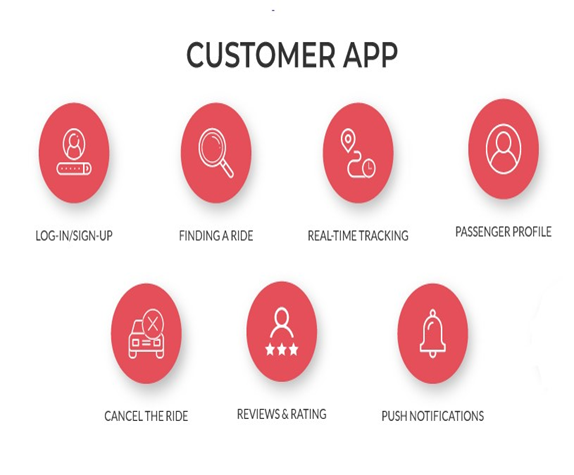 CUSTOMER APP
LOG-IN/SIGN-UP
FINDING A RIDE
REAL-TIME TRACKING
PASSENGER PROFILE
CANCEL THE RIDE
REVIEWS & RATING
PUSH NOTIFICATIONS